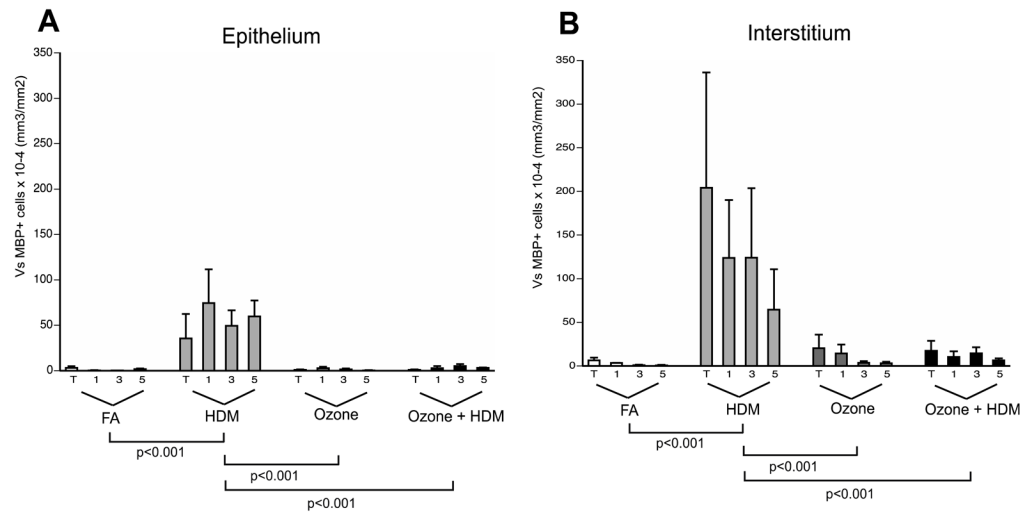 A
Epithelium
Vs MBP+ cells x 10-4 (mm3/mm2)
350
300
250
200
150
100
50
0
T 1 3 5 T 1 3 5 T 1 3 5 T 1 3 5
FA HDM Ozone Ozone + HDM
p<0.001
p<0.001
p<0.001
B
Interstitium
Vs MBP+ cells x 10-4 (mm3/mm2)
350
300
250
200
150
100
50
0
T 1 3 5 T 1 3 5 T 1 3 5 T 1 3 5
FA HDM Ozone Ozone + HDM
p<0.001
p<0.001
p<0.001